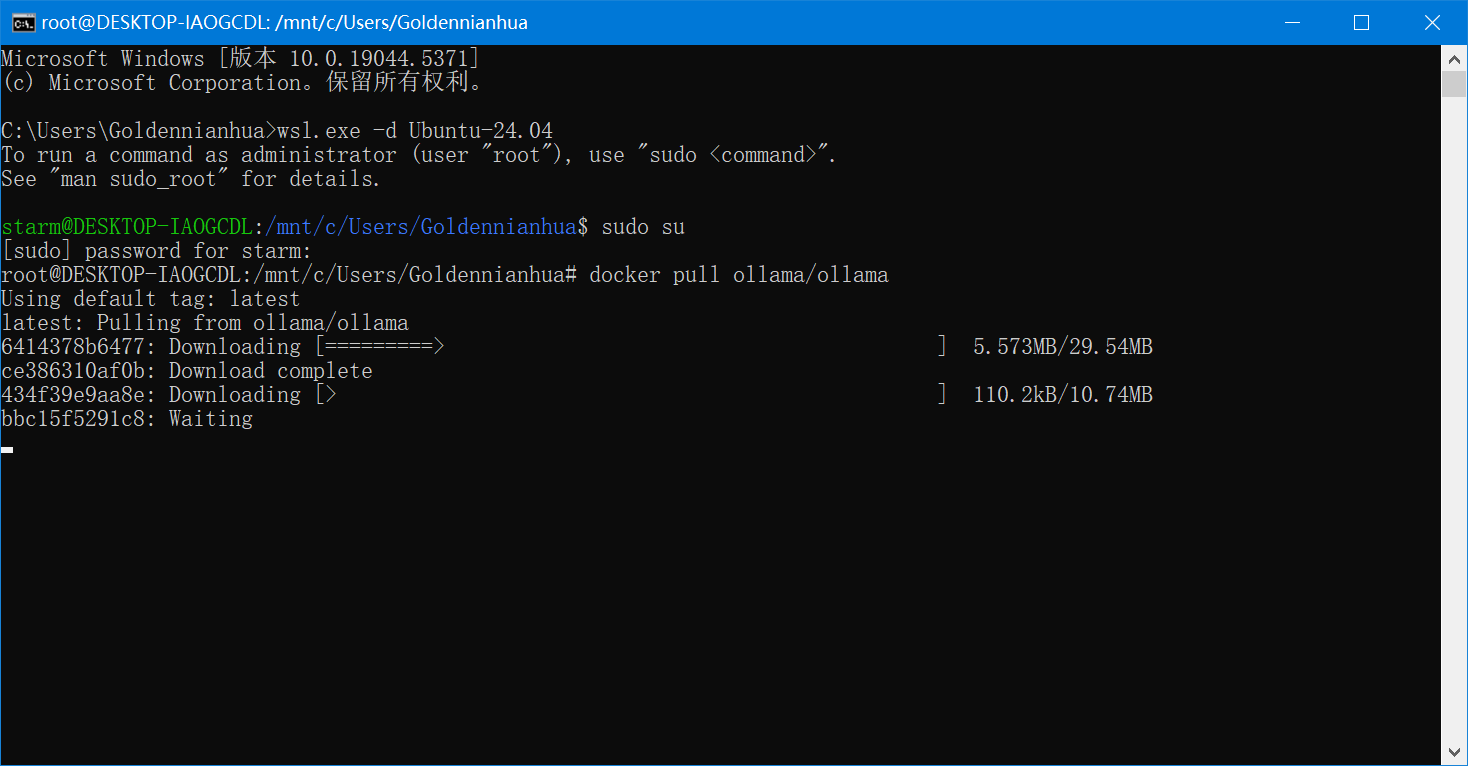 root@DESKTOP-IAOGCDL: /mnt/c/Users/Goldennianhua
Microsoft Windows [版本 10.0.19044.5371]
(c) Microsoft Corporation。保留所有权利。
C:\Users\Goldennianhua>wsl.exe -d Ubuntu-24.04
To run a command as administrator (user "root"), use "sudo <command>".
See "man sudo_root" for details.
starm@DESKTOP-IAOGCDL:/mnt/c/Users/Goldennianhua$ sudo su
[sudo] password for starm:
root@DESKTOP-IAOGCDL:/mnt/c/Users/Goldennianhua# docker pull ollama/ollama
Using default tag: latest
latest: Pulling from ollama/ollama
6414378b6477: Downloading [=========>                                         ]  5.573MB/29.54MB
ce386310af0b: Download complete
434f39e9aa8e: Downloading [>                                                  ]  110.2kB/10.74MB
bbc15f5291c8: Waiting